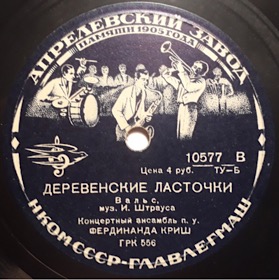 АПРЕЛЕВСКИЙ ЗАВОД
ПАМЯТИ 1905 ГОДА
10577 В
Цена 4 руб. ТУ-Б
ДЕРЕВЕНСКИЕ ЛАСТОЧКИ
Вальс,
муз. И. Штрауса
Концертный ансамбль п. у.
ФЕРДИНАНДА КРИШ
ГРК 556
НКОМ СССР-ГЛАВЛЕГМАШ